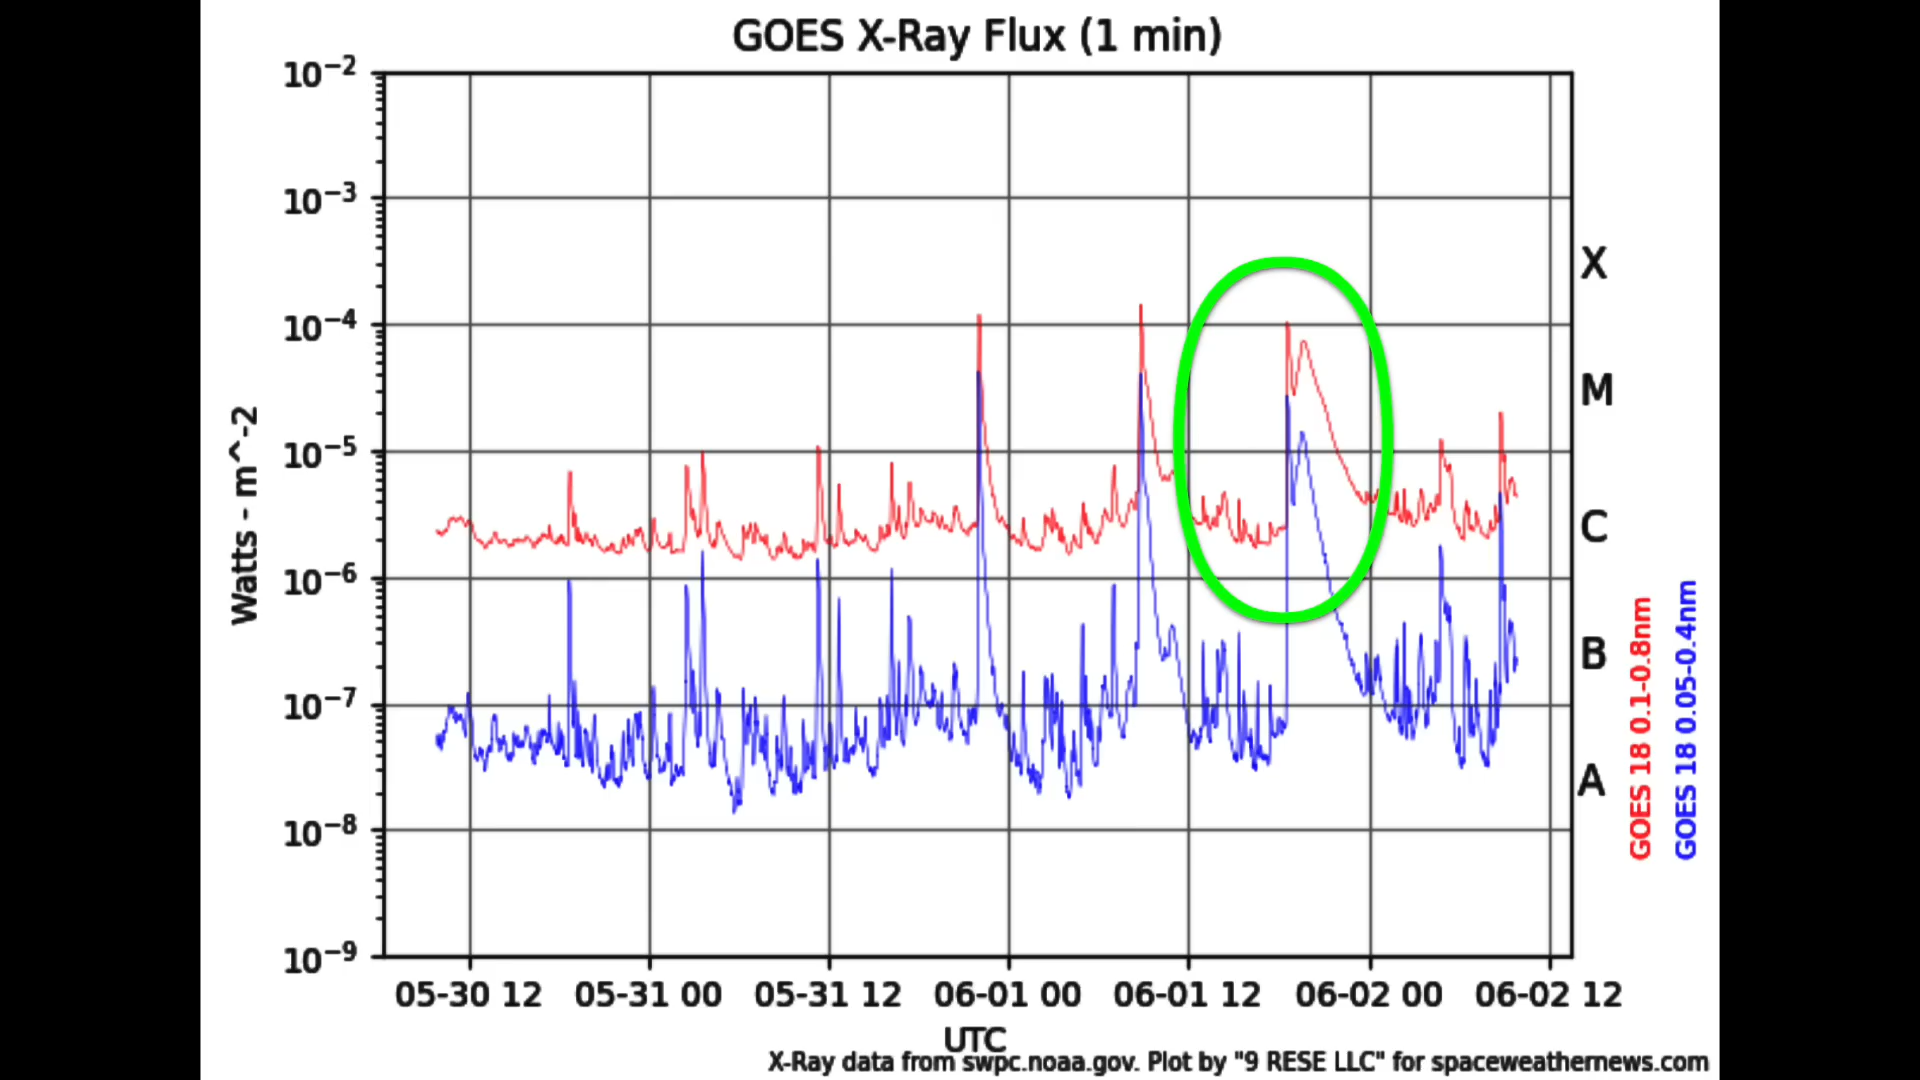 GOES X-Ray Flux (1 min)
10−2
10−3
10−4
10−5
10−6
10−7
10−8
10−9
Watts - m^-2
X
M
C
B
A
GOES 18 0.1-0.8nm
GOES 18 0.05-0.4nm
05-30 12 05-31 00 05-31 12 06-01 00 06-01 12 06-02 00 06-02 12
UTC
X-Ray data from swpc.noaa.gov. Plot by "9 RESE LLC" for spaceweathernews.com